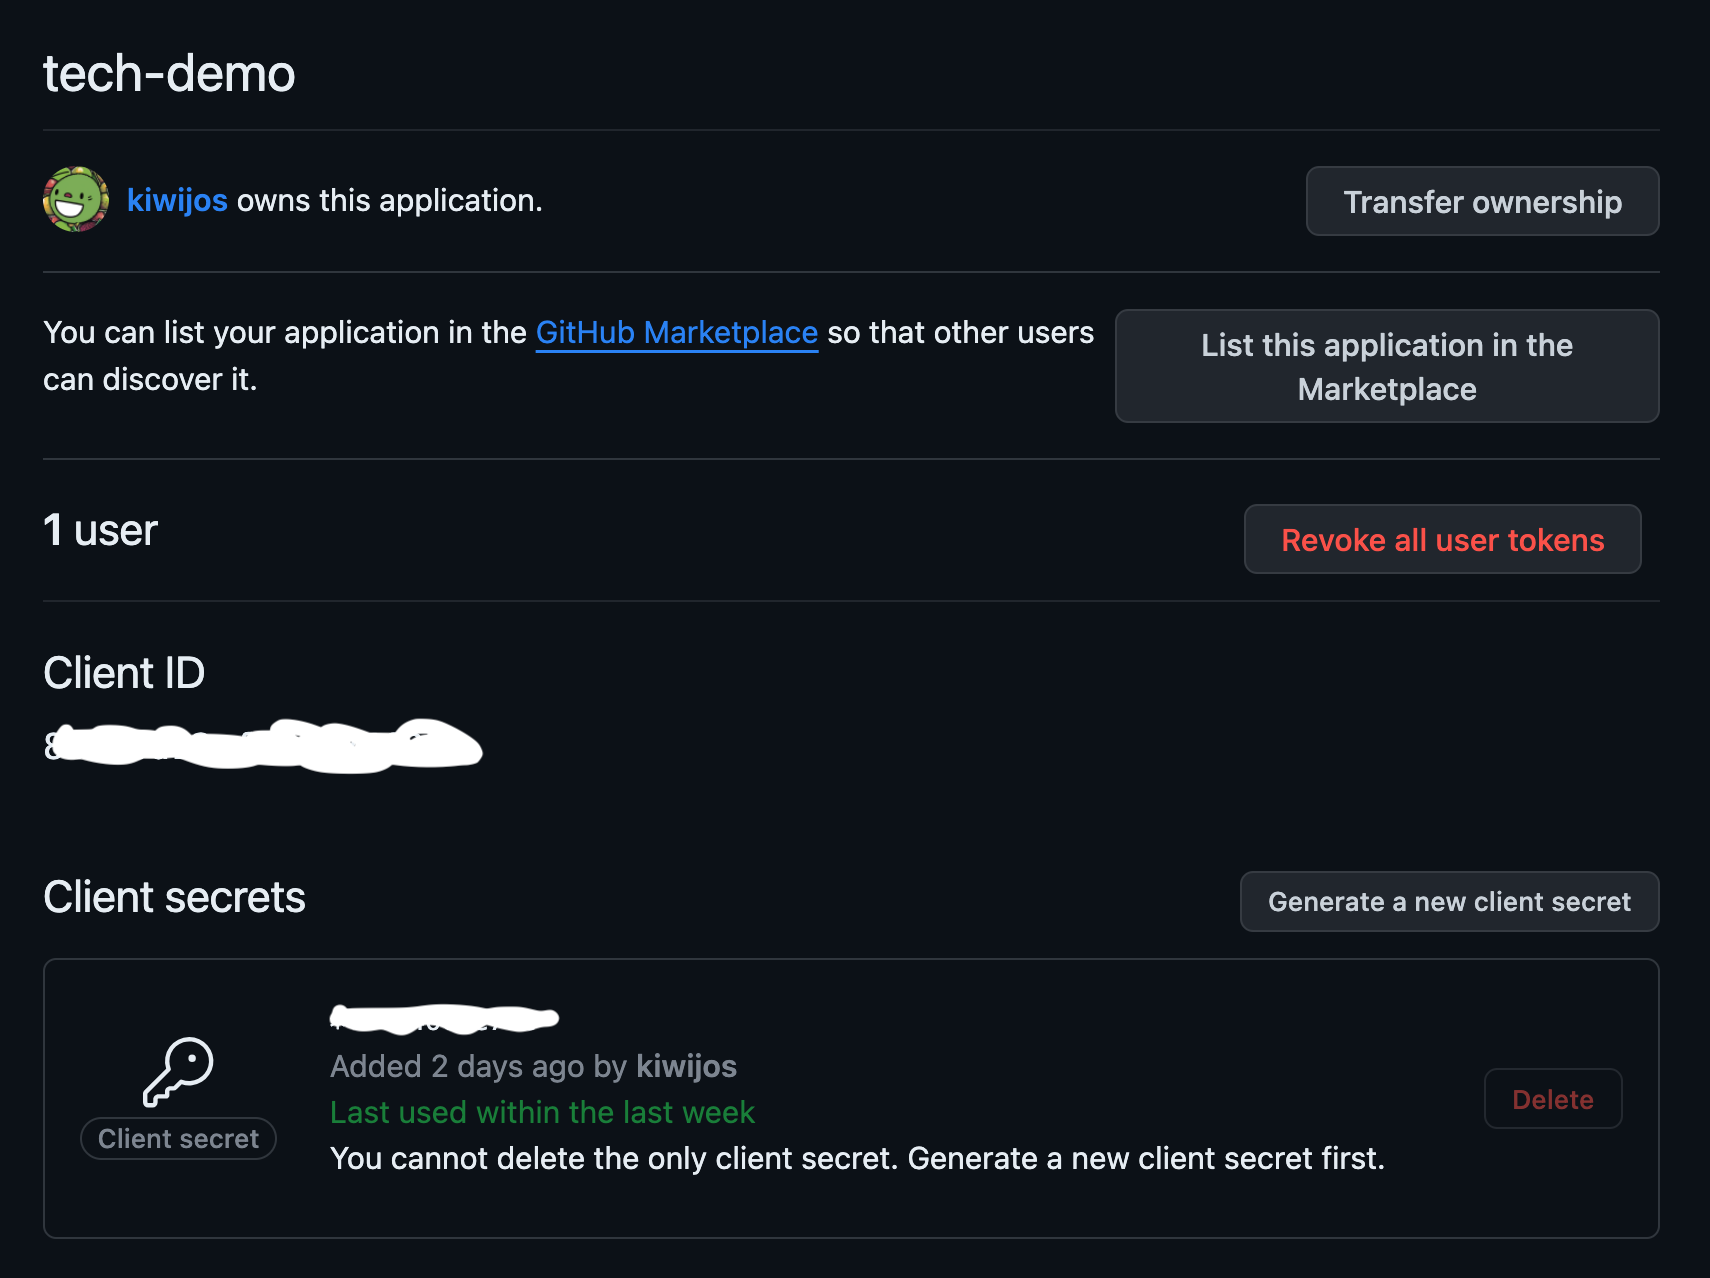 tech-demo
kiwijos owns this application.
Transfer ownership
You can list your application in the GitHub Marketplace so that other users
can discover it.
List this application in the
Marketplace
1 user
Revoke all user tokens
Client ID
Client secrets
Generate a new client secret
Client secret
Added 2 days ago by kiwijos
Last used within the last week
You cannot delete the only client secret. Generate a new client secret first.
Delete